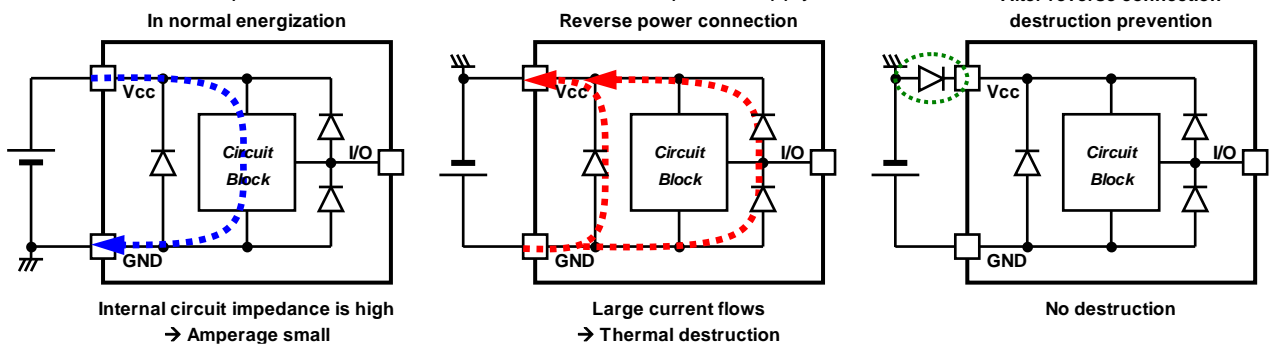 In normal energization
Vcc
Circuit
Block
I/O
GND
Internal circuit impedance is high
→ Amperage small
Reverse power connection
Vcc
Circuit
Block
I/O
GND
Large current flows
→ Thermal destruction
destruction prevention
Vcc
Circuit
Block
I/O
GND
No destruction